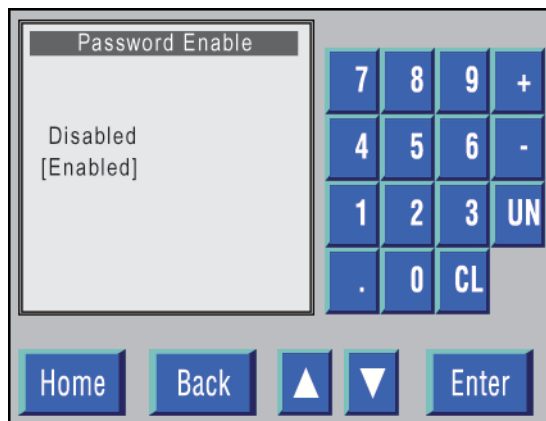 Password Enable
Disabled
[Enabled]
7 8 9 +
4 5 6 -
1 2 3 UN
. 0 CL
Home Back Enter